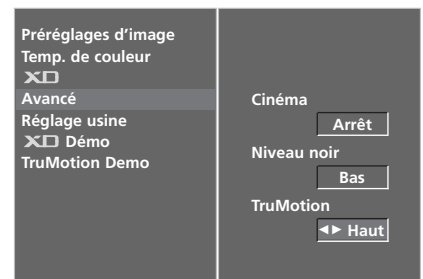 Préréglages d'image
Temp. de couleur
XD
Avancé
Réglage usine
XD Démo
TruMotion Demo
Cinéma
Arrêt
Niveau noir
Bas
TruMotion
◄► Haut